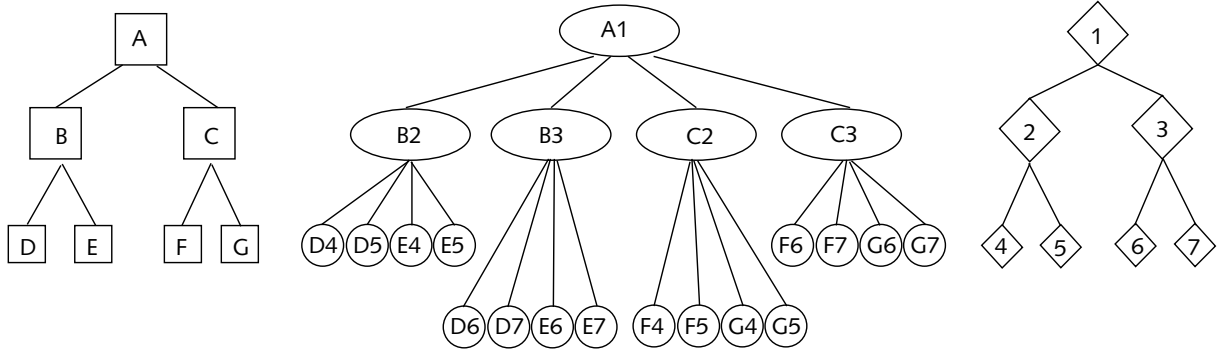 A
B C
D E F G
A1
B2 B3 C2 C3
D4 D5 E4 E5
F6 F7 G6 G7
D6 D7 E6 E7
F4 F5 G4 G5
1
2 3
4 5 6 7